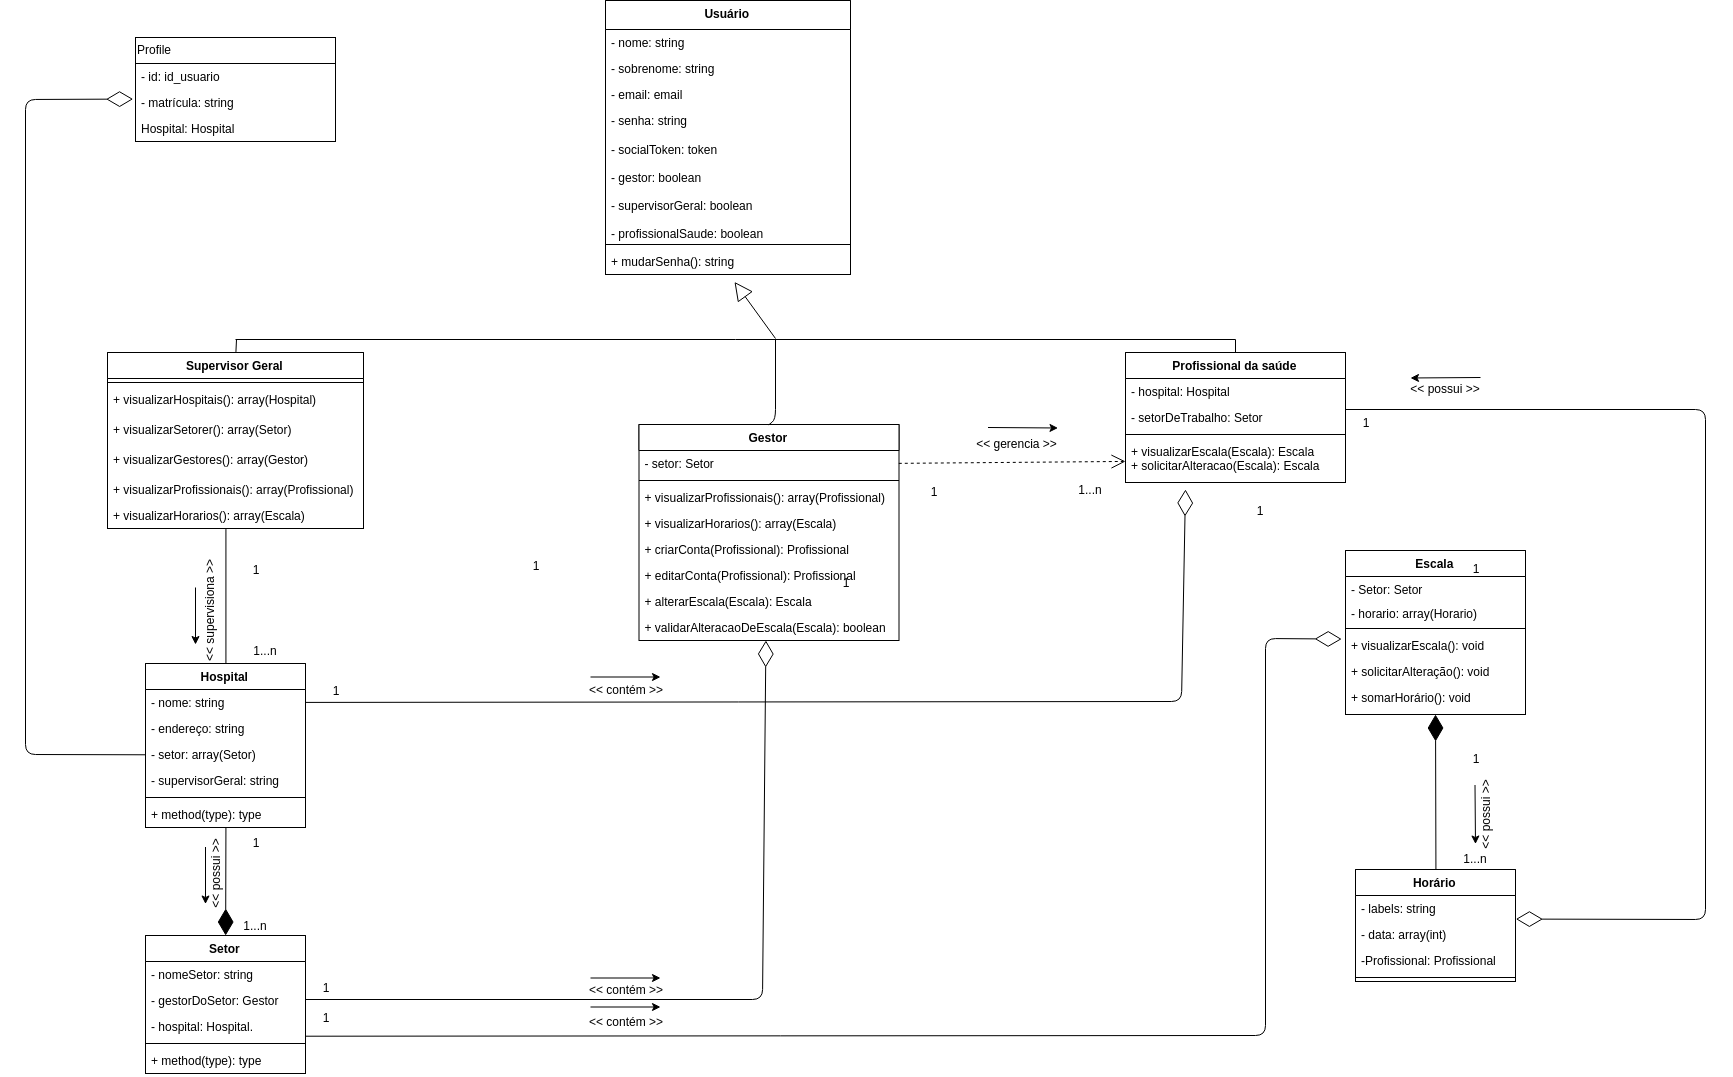 Usuário
- nome: string
- sobrenome: string
- email: email
- senha: string
- socialToken: token
- gestor: boolean
- supervisorGeral: boolean
- profissionalSaude: boolean
+ mudarSenha(): string
Profile
- id: id_usuario
- matrícula: string
Hospital: Hospital
Supervisor Geral
+ visualizarHospitais(): array(Hospital)
+ visualizarSetorer(): array(Setor)
+ visualizarGestores(): array(Gestor)
+ visualizarProfissionais(): array(Profissional)
+ visualizarHorarios(): array(Escala)
Gestor
- setor: Setor
+ visualizarProfissionais(): array(Profissional)
+ visualizarHorarios(): array(Escala)
+ criarConta(Profissional): Profissional
+ editarConta(Profissional): Profissional
+ alterarEscala(Escala): Escala
+ validarAlteracaoDeEscala(Escala): boolean
1
1
<< gerencia >>
1
1...n
Profissional da saúde
- hospital: Hospital
- setorDeTrabalho: Setor
+ visualizarEscala(Escala): Escala
+ solicitarAlteracao(Escala): Escala
<< possui >>
1
1
<< supervisiona >>
1
1...n
Hospital
- nome: string
- endereço: string
- setor: array(Setor)
- supervisorGeral: string
+ method(type): type
1
<< contém >>
Escala
1
- Setor: Setor
- horario: array(Horario)
+ visualizarEscala(): void
+ solicitarAlteração(): void
+ somarHorário(): void
1
<< possui >>
1...n
Horário
- labels: string
- data: array(int)
-Profissional: Profissional
<< possui >>
1
1...n
Setor
- nomeSetor: string
- gestorDoSetor: Gestor
- hospital: Hospital.
+ method(type): type
1
<< contém >>
1
<< contém >>